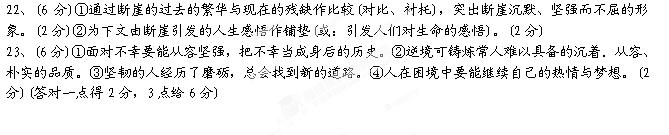 22、(6 分)①通过断崖的过去的繁华与现在的残缺作比较(对比、衬托)，突出断崖沉默、坚强而不屈的形
象。(2 分)②为下文由断崖引发的人生感悟作铺垫(或：引发人们对生命的感悟)。(2 分)
23、(6 分)①面对不幸要能从容坚强，把不幸当成身后的历史。②逆境可铸炼常人难以具备的沉着．从容、
朴实的品质。③坚韧的人经历了磨砺，总会找到新的道路。④人在困境中要能继续自己的热情与梦想。(2
分)(答对一点得 2 分，3 点给 6 分)